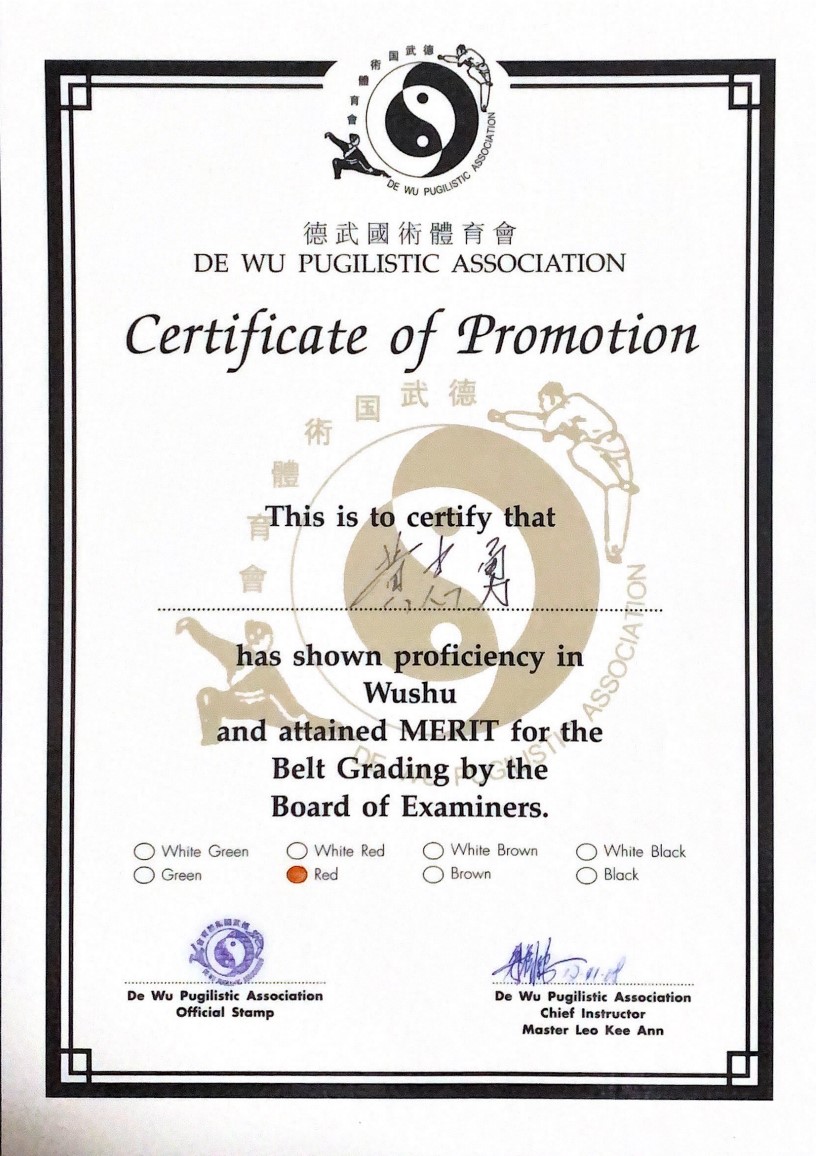 德武国術體育會
DE WU PUGILISTIC ASSOCIATION
德武國術體育會
DE WU PUGILISTIC ASSOCIATION
Certificate of Promotion
德武国術體育會
This is to certify that
has shown proficiency in
Wushu
and attained MERIT for the
DE WU PUGILISTIC ASSOCIATION
Belt Grading by the
Board of Examiners.
White Green White Red White Brown White Black
Green Red Brown Black
De Wu Pugilistic Association
Official Stamp
De Wu Pugilistic Association
Chief Instructor
Master Leo Kee Ann